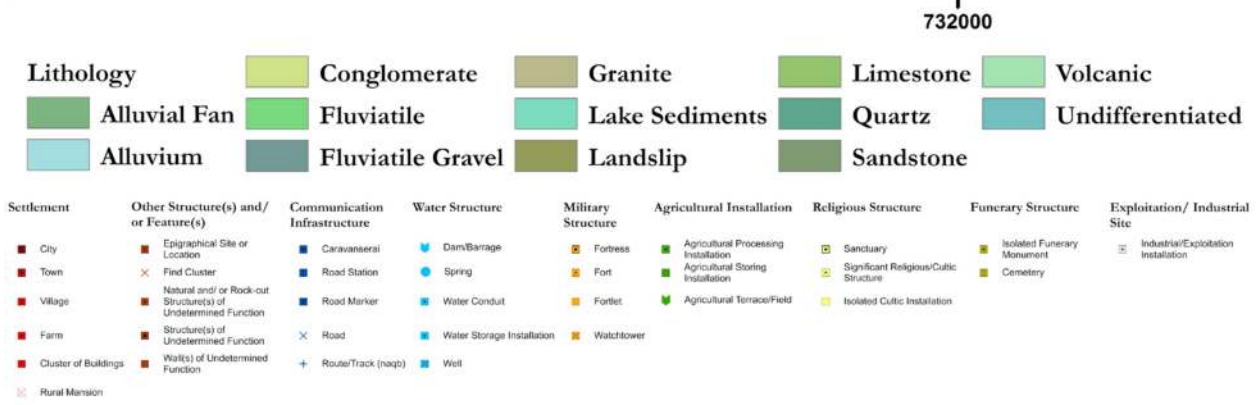 732000
Lithology
Alluvial Fan
Alluvium
Conglomerate
Fluviatile
Fluviatile Gravel
Granite
Lake Sediments
Landslip
Limestone
Quartz
Sandstone
Volcanic
Undifferentiated
Settlement
City
Town
Village
Farm
Cluster of Buildings
Rural Mansion
Other Structure(s) and/
or Feature(s)
Epigraphical Site or
Location
Find Cluster
Natural and/ or Rock-cut
Structure(s) of
Undetermined Function
Structure(s) of
Undetermined Function
Wall(s) of Undetermined
Function
Communication
Infrastructure
Caravanserai
Road Station
Road Marker
Road
Route/Track (naqb)
Water Structure
Dam/Barrage
Spring
Water Conduit
Water Storage Installation
Well
Military
Structure
Fortress
Fort
Fortlet
Watchtower
Agricultural Installation
Agricultural Processing
Installation
Agricultural Storing
Installation
Agricultural Terrace/Field
Religious Structure
Sanctuary
Significant Religious/Cultic
Structure
Isolated Cultic Installation
Funerary Structure
Isolated Funerary
Monument
Cemetery
Exploitation/ Industrial
Site
Industrial/Exploitation
Installation